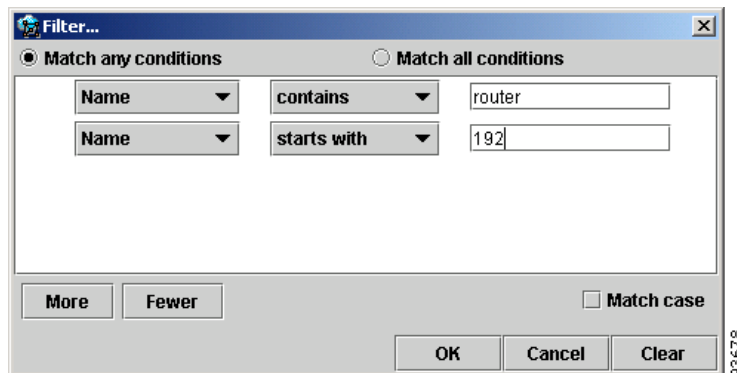 Filter...
Match any conditions Match all conditions
Name contains router
Name starts with 192
More Fewer Match case
OK Cancel Clear